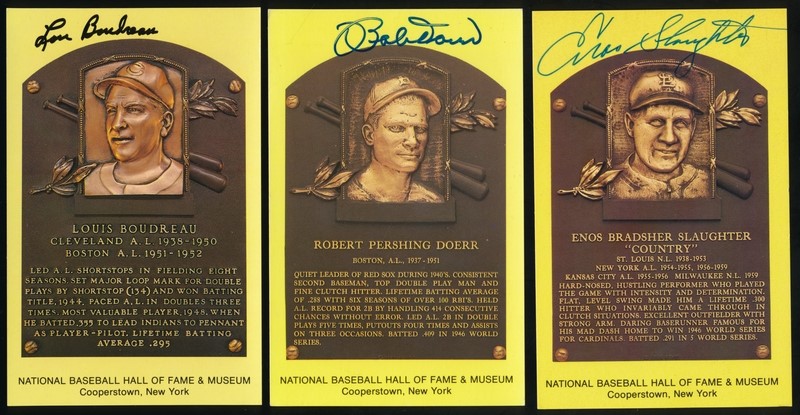 Lou Boudreau
LOUIS BOUDREAU
CLEVELAND A.L. 1938-1950
BOSTON A.L. 1951-1952
LED A.L. SHORTSTOPS IN FIELDING EIGHT
SEASONS. SET MAJOR LOOP MARK FOR DOUBLE
PLAYS BY SHORTSTOP (134) AND WON BATTING
TITLE, 1944. PACED A.L. IN DOUBLES THREE
TIMES. MOST VALUABLE PLAYER, 1948, WHEN
HE BATTED .355 TO LEAD INDIANS TO PENNANT
AS PLAYER-PILOT. LIFETIME BATTING
AVERAGE .295
NATIONAL BASEBALL HALL OF FAME & MUSEUM
Cooperstown, New York
Bob Doerr
ROBERT PERSHING DOERR
BOSTON, A.L., 1937-1951
QUIET LEADER OF RED SOX DURING 1940'S. CONSISTENT
SECOND BASEMAN, TOP DOUBLE PLAY MAN AND
FINE CLUTCH HITTER. LIFETIME BATTING AVERAGE
OF .288 WITH SIX SEASONS OF OVER 100 RBI'S. HELD
A.L. RECORD FOR 2B BY HANDLING 414 CONSECUTIVE
CHANCES WITHOUT ERROR. LED A.L. 2B IN DOUBLE
PLAYS FIVE TIMES, PUTOUTS FOUR TIMES AND ASSISTS
ON THREE OCCASIONS. BATTED .409 IN 1946 WORLD
SERIES.
NATIONAL BASEBALL HALL OF FAME & MUSEUM
Cooperstown, New York
Enos Slaughter
ENOS BRADSHER SLAUGHTER
"COUNTRY"
ST. LOUIS N.L. 1938-1953
NEW YORK A.L. 1954-1955, 1956-1959
KANSAS CITY A.L. 1955-1956 MILWAUKEE N.L. 1959
HARD-NOSED, HUSTLING PERFORMER WHO PLAYED
THE GAME WITH INTENSITY AND DETERMINATION.
FLAT, LEVEL SWING MADE HIM A LIFETIME .300
HITTER WHO INVARIABLY CAME THROUGH IN
CLUTCH SITUATIONS. EXCELLENT OUTFIELDER WITH
STRONG ARM. DARING BASERUNNER FAMOUS FOR
HIS MAD DASH HOME TO WIN 1946 WORLD SERIES
FOR CARDINALS. BATTED .291 IN 5 WORLD SERIES.
NATIONAL BASEBALL HALL OF FAME & MUSEUM
Cooperstown, New York